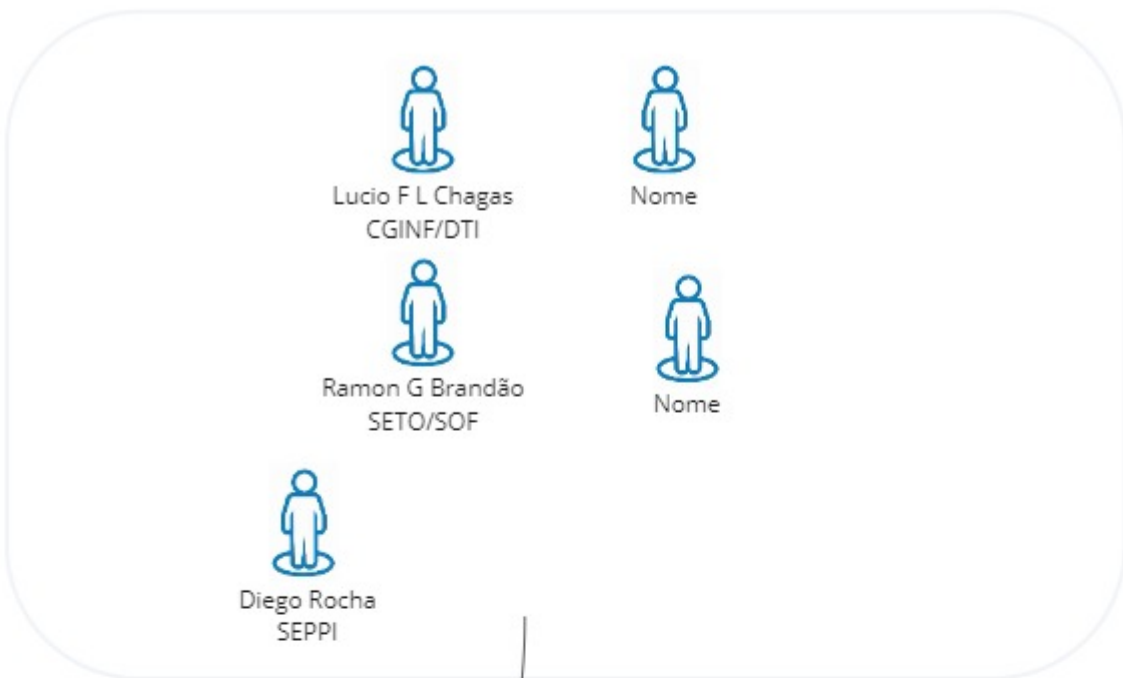 Lucio F L Chagas
CGINF/DTI
Nome
Ramon G Brandão
SETO/SOF
Nome
Diego Rocha
SEPPI